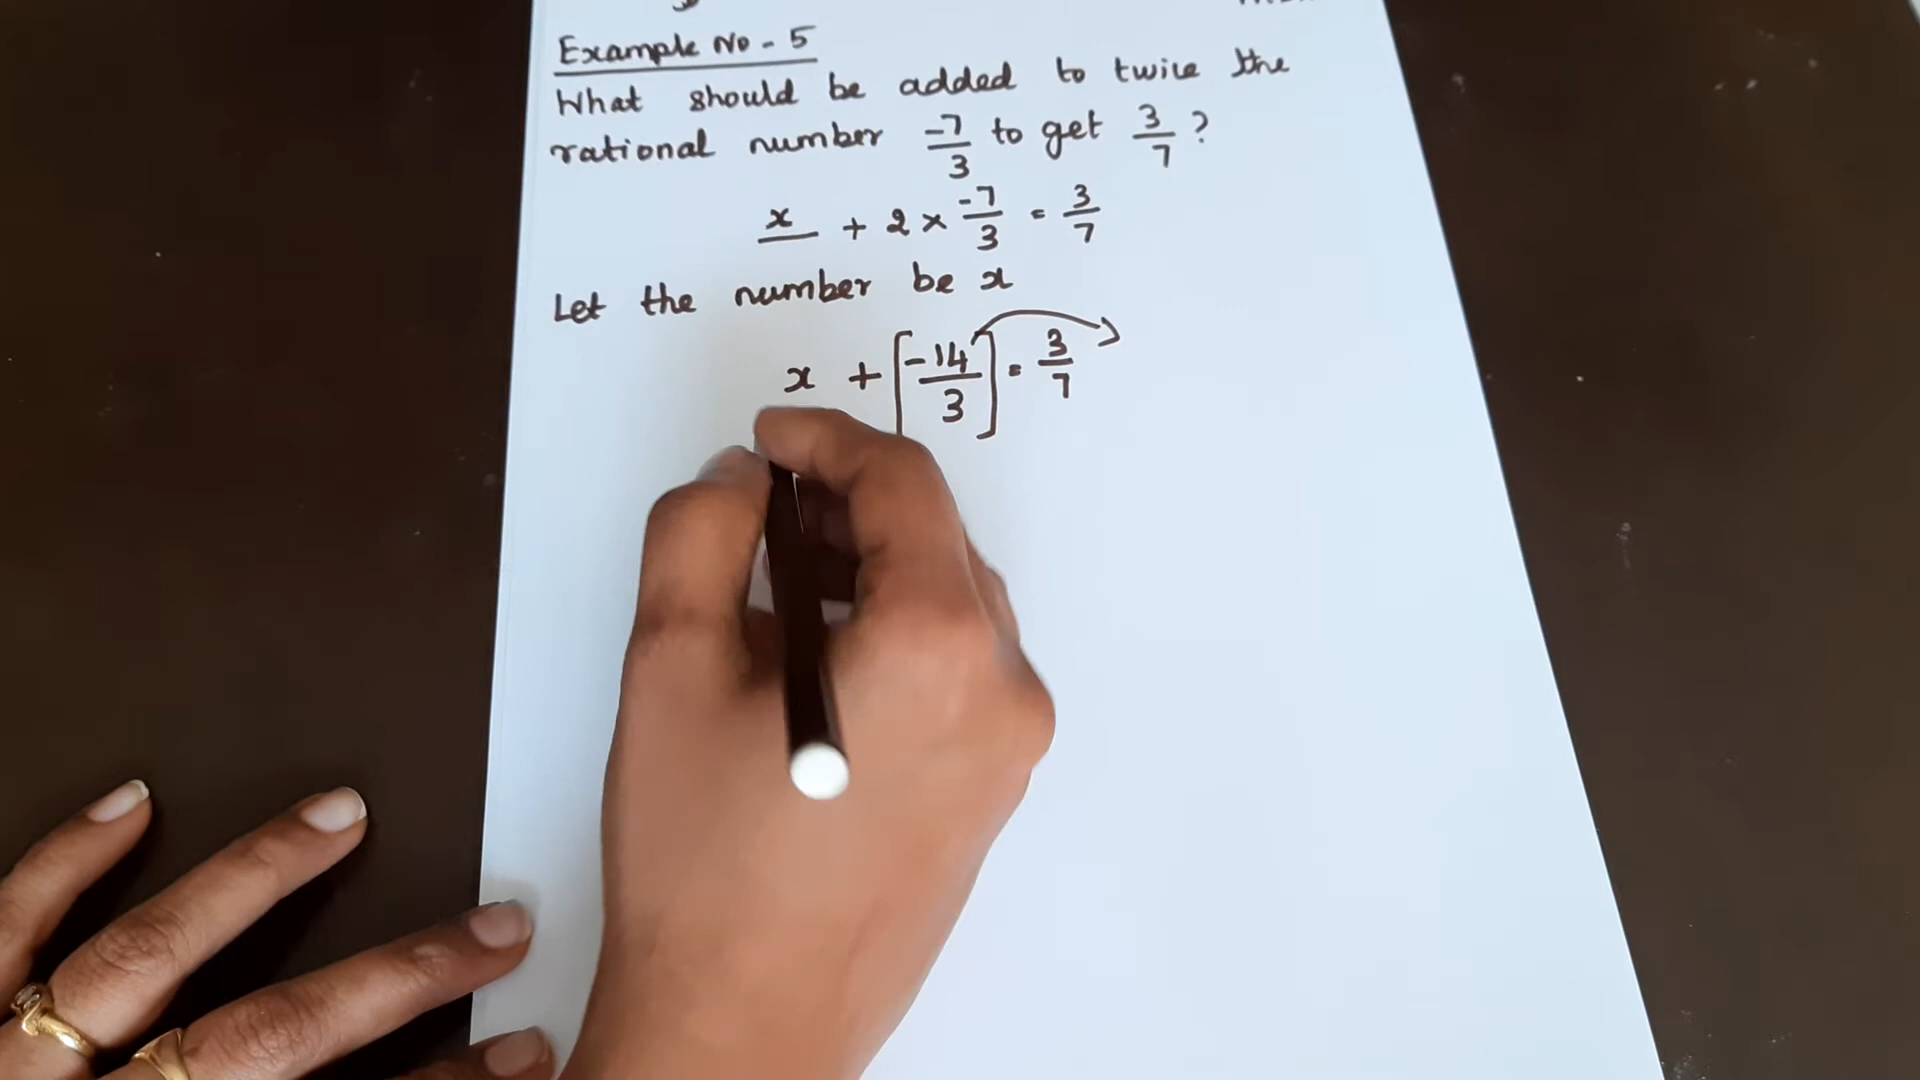 Example No - 5
What should be added to twice the
rational number -7/3 to get 3/7 ?
x + 2 × -7/3 = 3/7
Let the number be x
x + [-14/3] = 3/7